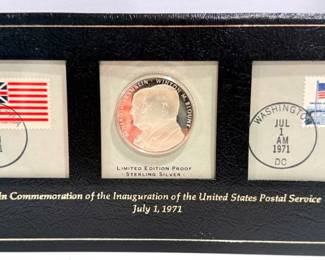 WINTON M. BLOUNT
WASHINGTON
JUL
1
AM
1971
DC
LIMITED EDITION PROOF
STERLING SILVER
In Commemoration of the Inauguration of the United States Postal Service
July 1, 1971